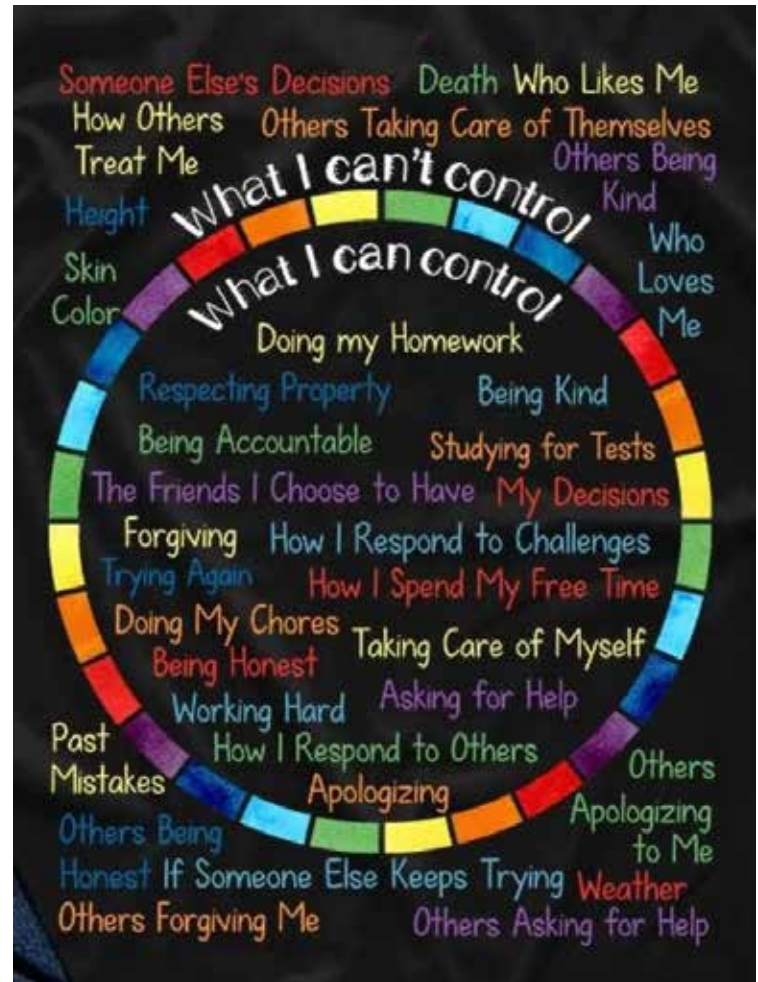 Someone Else's Decisions Death Who Likes Me
How Others Others Taking Care of Themselves
Treat Me Others Being
Kind
What I can't control
Height
Who
Loves
Me
Skin
Color
What I can control
Doing my Homework
Respecting Property Being Kind
Being Accountable Studying for Tests
The Friends I Choose to Have My Decisions
Forgiving How I Respond to Challenges
Trying Again How I Spend My Free Time
Doing My Chores Taking Care of Myself
Being Honest
Working Hard Asking for Help
How I Respond to Others
Apologizing
Past
Mistakes
Others
Apologizing
to Me
Others Being
Honest If Someone Else Keeps Trying Weather
Others Forgiving Me Others Asking for Help